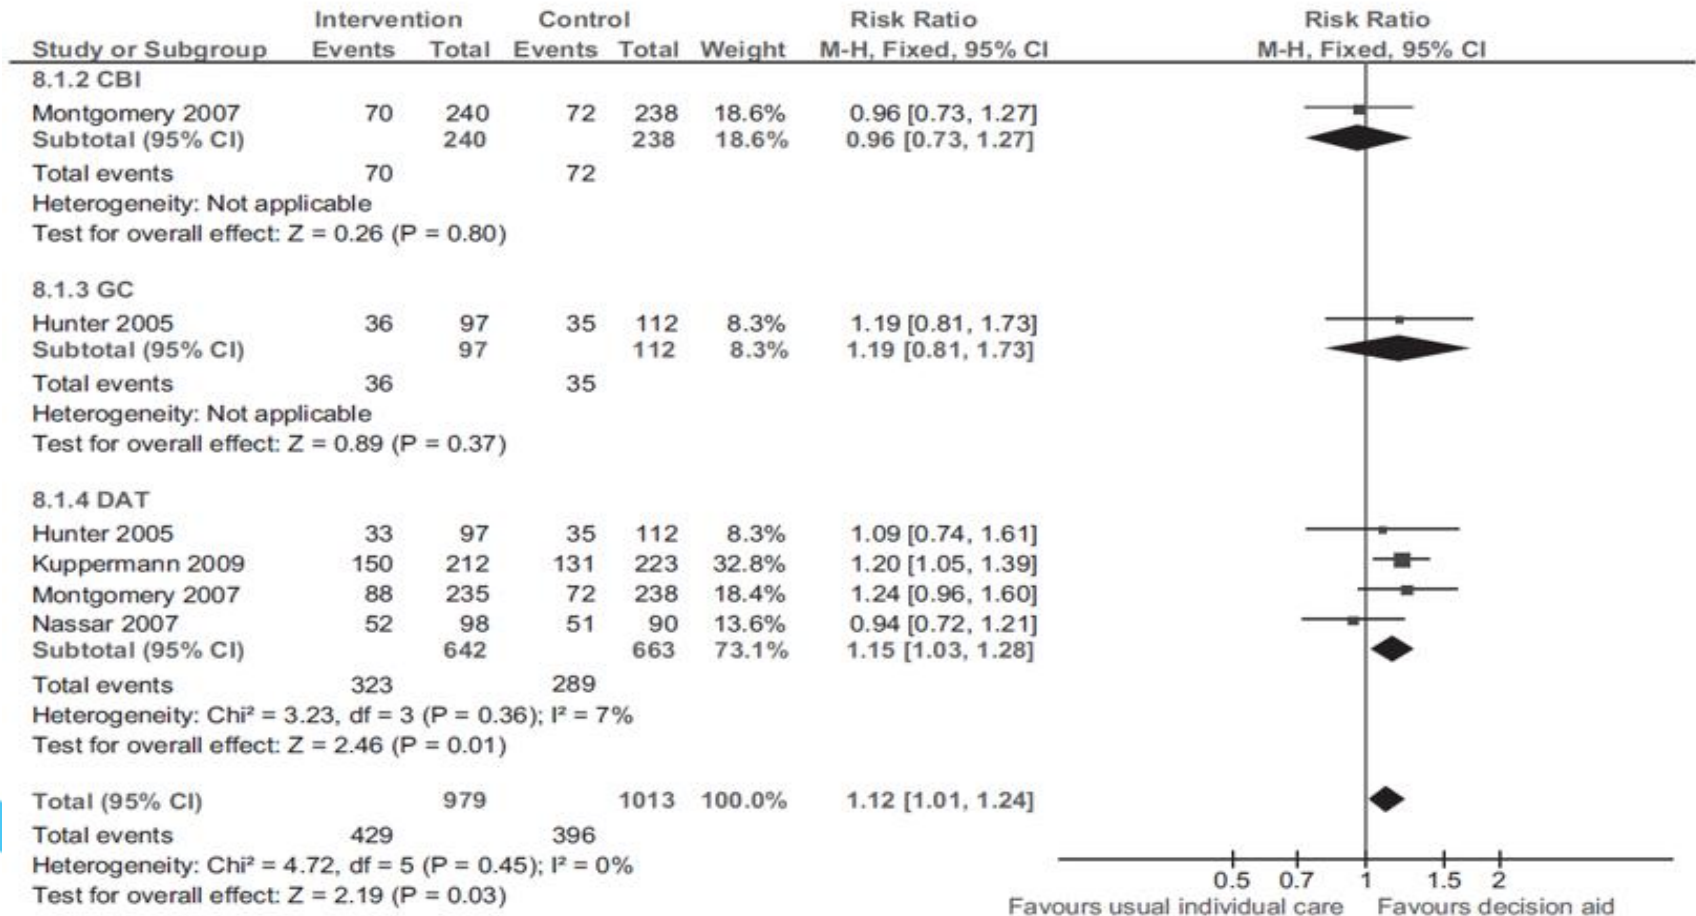 Intervention Control Risk Ratio Risk Ratio
Study or Subgroup Events Total Events Total Weight M-H, Fixed, 95% CI M-H, Fixed, 95% CI
8.1.2 CBI
Montgomery 2007 70 240 72 238 18.6% 0.96 [0.73, 1.27]
Subtotal (95% CI) 240 238 18.6% 0.96 [0.73, 1.27]
Total events 70 72
Heterogeneity: Not applicable
Test for overall effect: Z = 0.26 (P = 0.80)
8.1.3 GC
Hunter 2005 36 97 35 112 8.3% 1.19 [0.81, 1.73]
Subtotal (95% CI) 97 112 8.3% 1.19 [0.81, 1.73]
Total events 36 35
Heterogeneity: Not applicable
Test for overall effect: Z = 0.89 (P = 0.37)
8.1.4 DAT
Hunter 2005 33 97 35 112 8.3% 1.09 [0.74, 1.61]
Kuppermann 2009 150 212 131 223 32.8% 1.20 [1.05, 1.39]
Montgomery 2007 88 235 72 238 18.4% 1.24 [0.96, 1.60]
Nassar 2007 52 98 51 90 13.6% 0.94 [0.72, 1.21]
Subtotal (95% CI) 642 663 73.1% 1.15 [1.03, 1.28]
Total events 323 289
Heterogeneity: Chi² = 3.23, df = 3 (P = 0.36); I² = 7%
Test for overall effect: Z = 2.46 (P = 0.01)
Total (95% CI) 979 1013 100.0% 1.12 [1.01, 1.24]
Total events 429 396
Heterogeneity: Chi² = 4.72, df = 5 (P = 0.45); I² = 0%
Test for overall effect: Z = 2.19 (P = 0.03)
0.5 0.7 1 1.5 2
Favours usual individual care Favours decision aid